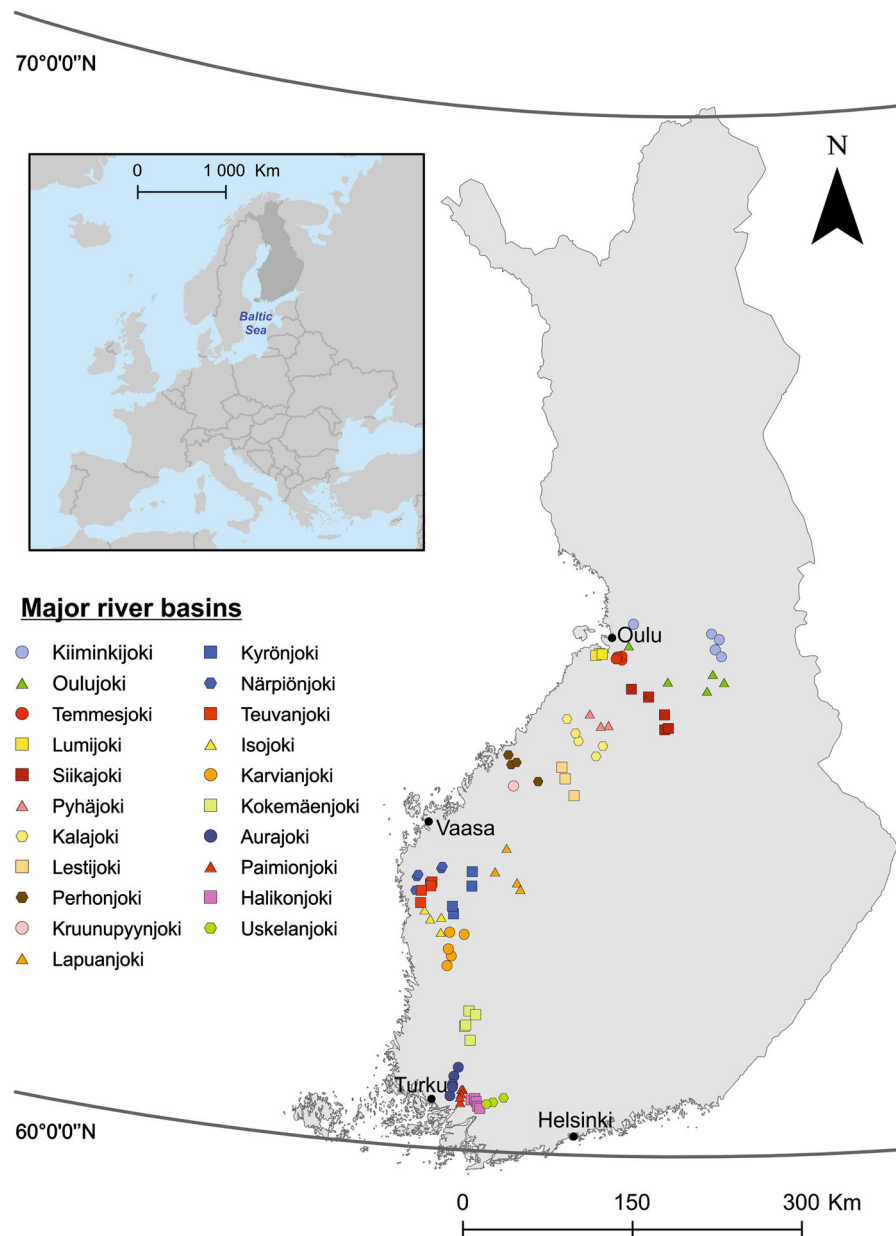 70°0'0"N
N
0 1 000 Km
Baltic
Sea
Major river basins
Kiiminkijoki
Oulujoki
Temmesjoki
Lumijoki
Siikajoki
Pyhäjoki
Kalajoki
Lestijoki
Perhonjoki
Kruunupyynjoki
Lapuanjoki
Kyrönjoki
Närpiönjoki
Teuvanjoki
Isojoki
Karvianjoki
Kokemäenjoki
Aurajoki
Paimionjoki
Halikonjoki
Uskelanjoki
Oulu
Vaasa
Turku
Helsinki
60°0'0"N
0 150 300 Km